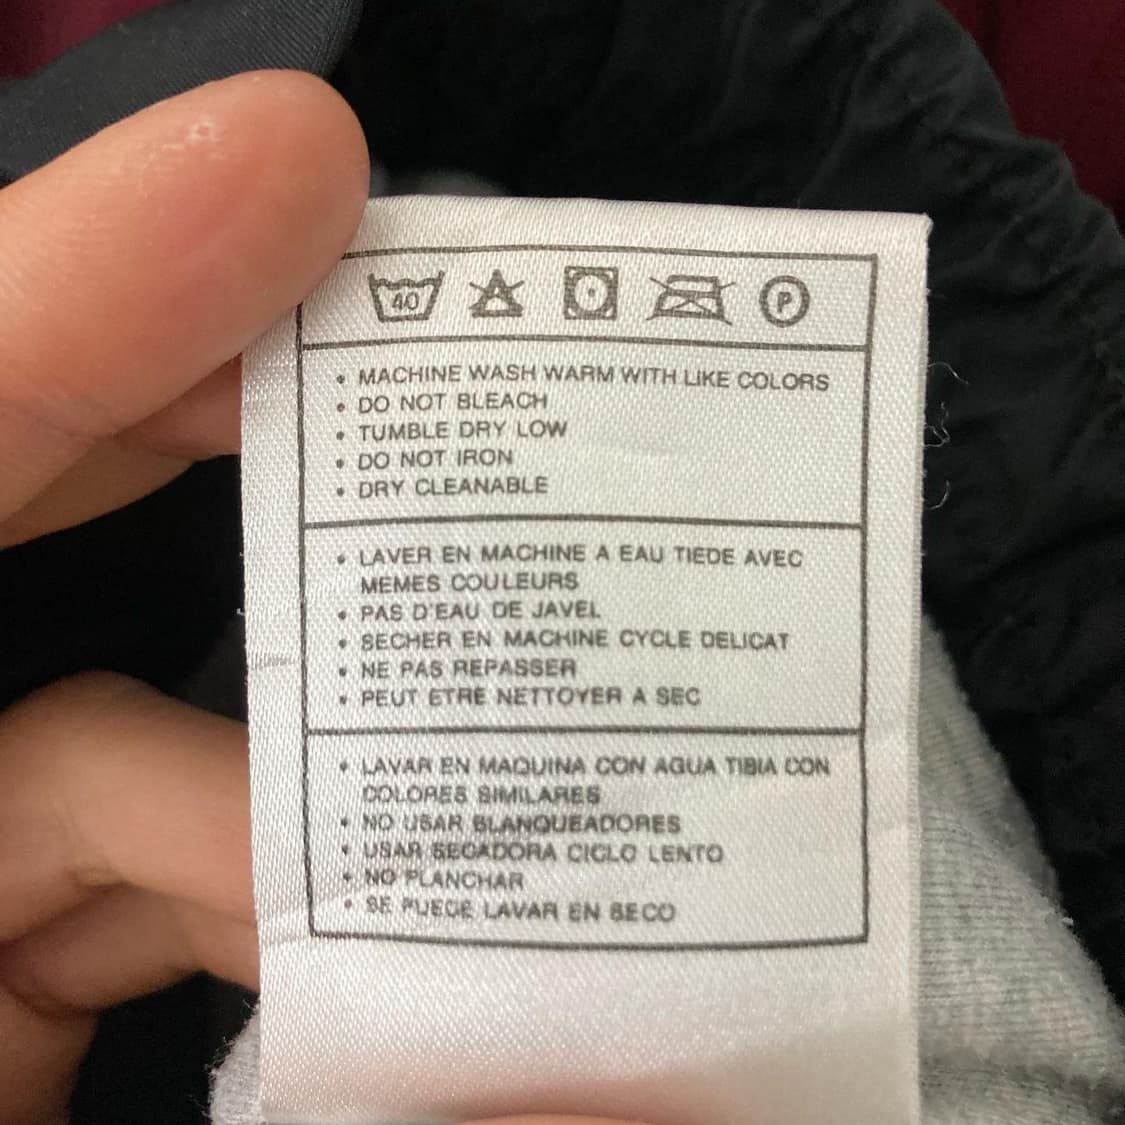 40 P
• MACHINE WASH WARM WITH LIKE COLORS
• DO NOT BLEACH
• TUMBLE DRY LOW
• DO NOT IRON
• DRY CLEANABLE
• LAVER EN MACHINE A EAU TIEDE AVEC
MEMES COULEURS
• PAS D'EAU DE JAVEL
• SECHER EN MACHINE CYCLE DELICAT
• NE PAS REPASSER
• PEUT ETRE NETTOYER A SEC
• LAVAR EN MAQUINA CON AGUA TIBIA CON
COLORES SIMILARES
• NO USAR BLANQUEADORES
• USAR SECADORA CICLO LENTO
• NO PLANCHAR
• SE PUEDE LAVAR EN SECO